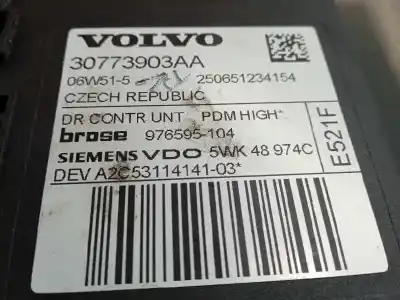 VOLVO
30773903AA
06W51-5 250651234154
CZECH REPUBLIC
DR CONTR UNT PDM HIGH*
brose 976595-104
SIEMENS VDO 5WK 48 974C
DEV A2C53114141-03*
E521F